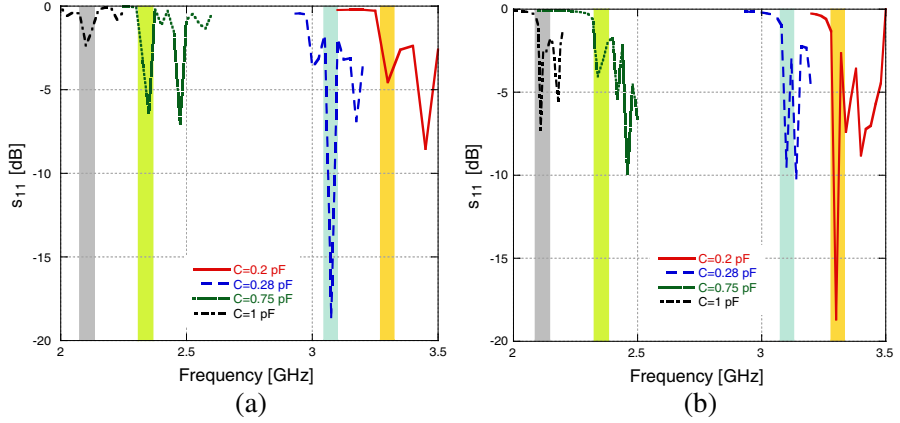 0
-5
-10
-15
-20
s11 [dB]
C=0.2 pF
C=0.28 pF
C=0.75 pF
C=1 pF
2
2.5
3
3.5
Frequency [GHz]
(a)
0
-5
-10
-15
-20
s11 [dB]
C=0.2 pF
C=0.28 pF
C=0.75 pF
C=1 pF
2
2.5
3
3.5
Frequency [GHz]
(b)